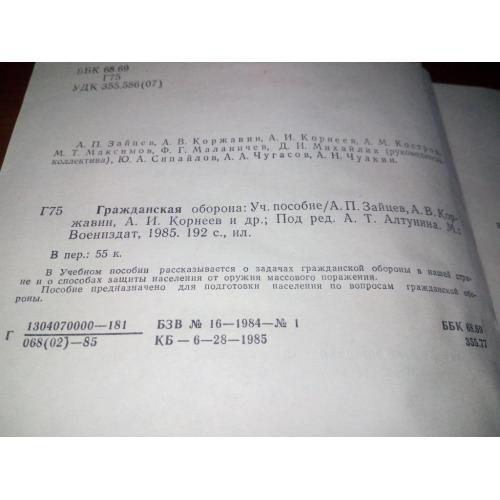 ББК 68.69
Г75
УДК 355.586(07)
А. П. Зайцев, А. В. Коржавин, А. И. Корнеев, А. М. Костров,
М. Т. Максимов, Ф. Г. Маланичев, Д. И. Михайлик (руководитель
коллектива), Ю. А. Сипайлов, А. А. Чугасов, А. Н. Чулкин.
Г75 Гражданская оборона: Уч. пособие/А. П. Зайцев, А. В. Кор-
жавин, А. И. Корнеев и др.; Под ред. А. Т. Алтунина. М.:
Воениздат, 1985. 192 с., ил.
В пер.: 55 к.
В Учебном пособии рассказывается о задачах гражданской обороны в нашей стра-
не и о способах защиты населения от оружия массового поражения.
Пособие предназначено для подготовки населения по вопросам гражданской обо-
роны.
Г 1304070000—181 БЗВ № 16—1984—№ 1 ББК 68.69
068(02)—85 КБ — 6—28—1985 355.77